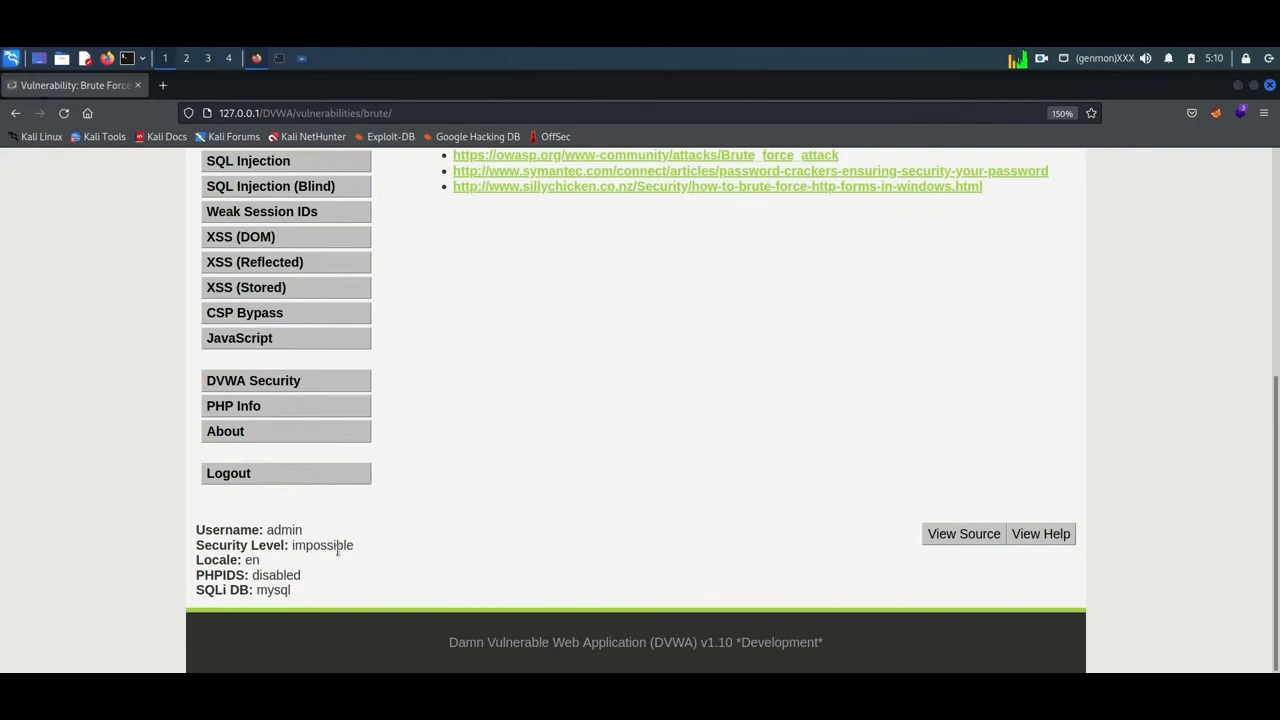 1 2 3 4 (genmon)XXX 5:10
Vulnerability: Brute Force
127.0.0.1/DVWA/vulnerabilities/brute/ 150%
Kali Linux Kali Tools Kali Docs Kali Forums Kali NetHunter Exploit-DB Google Hacking DB OffSec
https://owasp.org/www-community/attacks/Brute_force_attack
http://www.symantec.com/connect/articles/password-crackers-ensuring-security-your-password
http://www.sillychicken.co.nz/Security/how-to-brute-force-http-forms-in-windows.html
SQL Injection
SQL Injection (Blind)
Weak Session IDs
XSS (DOM)
XSS (Reflected)
XSS (Stored)
CSP Bypass
JavaScript
DVWA Security
PHP Info
About
Logout
Username: admin
Security Level: impossible
Locale: en
PHPIDS: disabled
SQLi DB: mysql
View Source View Help
Damn Vulnerable Web Application (DVWA) v1.10 *Development*